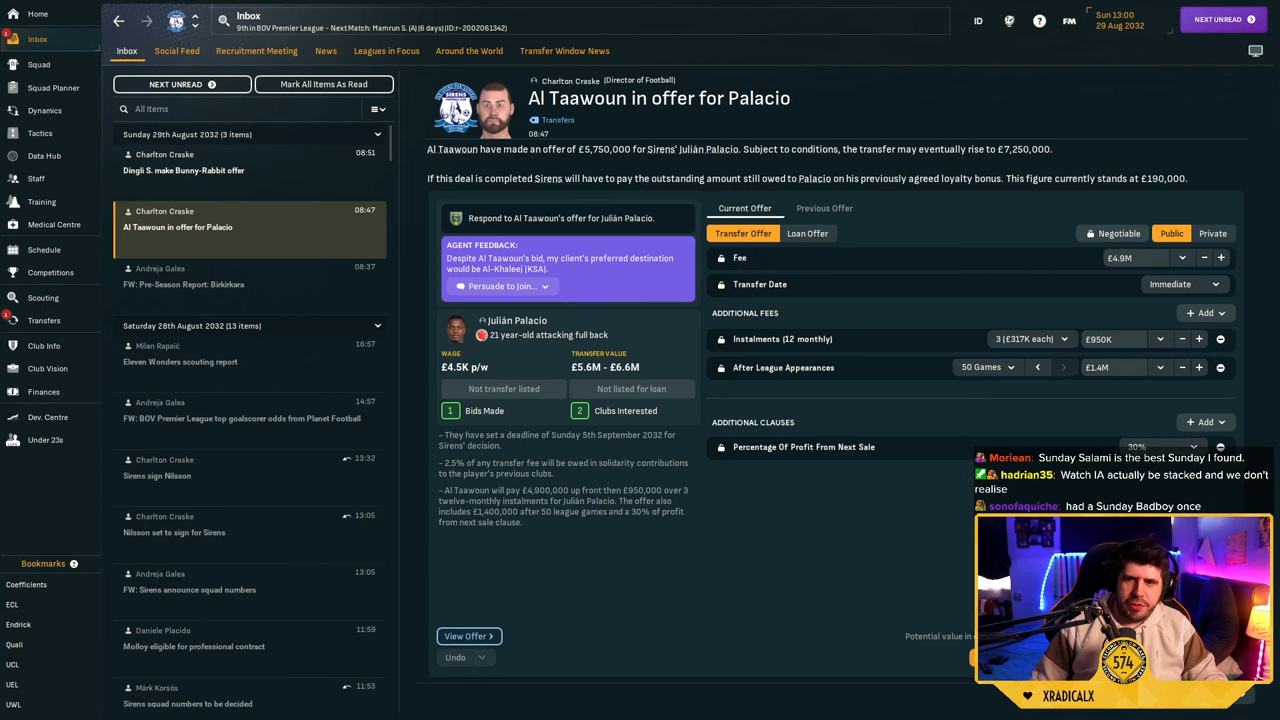 Home
Inbox
9th in BOV Premier League - Next Match: Hamrun S. (A) (6 days) (ID:r-2002061342)
ID
FM
Sun 13:00
29 Aug 2032
NEXT UNREAD
1
Inbox
Squad
Squad Planner
Dynamics
Tactics
Data Hub
Staff
Training
Medical Centre
Schedule
Competitions
Scouting
1
Transfers
Club Info
Club Vision
Finances
Dev. Centre
Under 23s
Bookmarks
Coefficients
ECL
Endrick
Quali
UCL
UEL
UWL
Inbox
Social Feed
Recruitment Meeting
News
Leagues in Focus
Around the World
Transfer Window News
NEXT UNREAD
Mark All Items As Read
All Items
Sunday 29th August 2032 (3 items)
Charlton Craske 08:51
Dingli S. make Bunny-Rabbit offer
Charlton Craske 08:47
Al Taawoun in offer for Palacio
Andreja Galea 08:37
FW: Pre-Season Report: Birkirkara
Saturday 28th August 2032 (13 items)
Milan Rapaić 16:57
Eleven Wonders scouting report
Andreja Galea 14:57
FW: BOV Premier League top goalscorer odds from Planet Football
Charlton Craske 13:32
Sirens sign Nilsson
Charlton Craske 13:05
Nilsson set to sign for Sirens
Andreja Galea 13:05
FW: Sirens announce squad numbers
Daniele Placido 11:59
Molloy eligible for professional contract
Márk Korsós 11:53
Sirens squad numbers to be decided
SIRENS
Charlton Craske (Director of Football)
Al Taawoun in offer for Palacio
Transfers
08:47
Al Taawoun have made an offer of £5,750,000 for Sirens' Julián Palacio. Subject to conditions, the transfer may eventually rise to £7,250,000.
If this deal is completed Sirens will have to pay the outstanding amount still owed to Palacio on his previously agreed loyalty bonus. This figure currently stands at £190,000.
Respond to Al Taawoun's offer for Julián Palacio.
AGENT FEEDBACK:
Despite Al Taawoun's bid, my client's preferred destination
would be Al-Khaleej (KSA).
Persuade to Join...
Julián Palacio
21 year-old attacking full back
WAGE
TRANSFER VALUE
£4.5K p/w
£5.6M - £6.6M
Not transfer listed
Not listed for loan
1 Bids Made
2 Clubs Interested
- They have set a deadline of Sunday 5th September 2032 for
Sirens' decision.
- 2.5% of any transfer fee will be owed in solidarity contributions
to the player's previous clubs.
- Al Taawoun will pay £4,900,000 up front then £950,000 over 3
twelve-monthly instalments for Julián Palacio. The offer also
includes £1,400,000 after 50 league games and a 30% of profit
from next sale clause.
View Offer
Undo
Current Offer
Previous Offer
Transfer Offer
Loan Offer
Negotiable
Public
Private
Fee £4.9M
Transfer Date Immediate
ADDITIONAL FEES
Add
Instalments (12 monthly) 3 (£317K each) £950K
After League Appearances 50 Games £1.4M
ADDITIONAL CLAUSES
Add
Percentage Of Profit From Next Sale 30%
Potential value in
Moriean: Sunday Salami is the best Sunday I found.
hadrian35: Watch IA actually be stacked and we don't
realise
sonofaquiche: had a Sunday Badboy once
574
XRADICALX